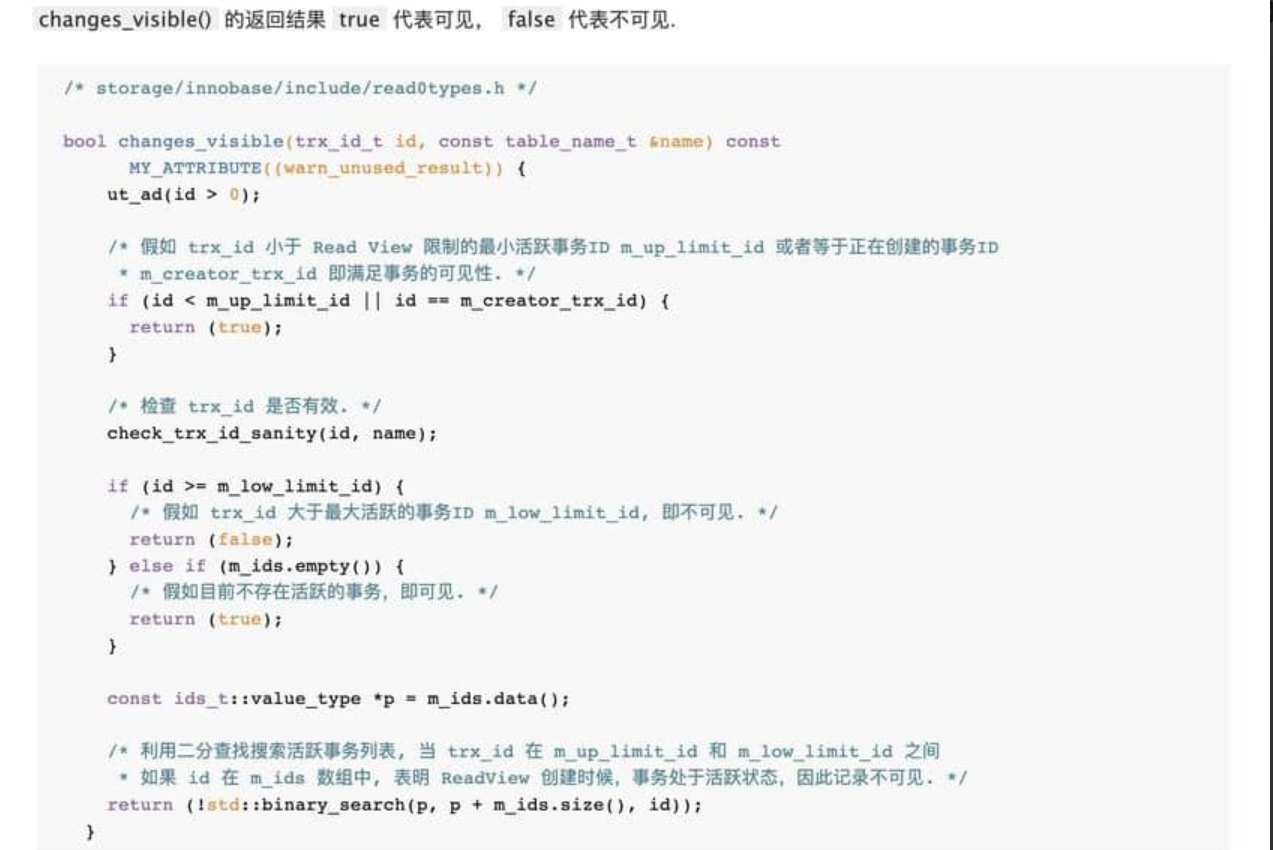 changes_visible() 的返回结果 true 代表可见， false 代表不可见.
/* storage/innobase/include/read0types.h */
bool changes_visible(trx_id_t id, const table_name_t &name) const
MY_ATTRIBUTE((warn_unused_result)) {
ut_ad(id > 0);
/* 假如 trx_id 小于 Read View 限制的最小活跃事务ID m_up_limit_id 或者等于正在创建的事务ID
* m_creator_trx_id 即满足事务的可见性. */
if (id < m_up_limit_id || id == m_creator_trx_id) {
return (true);
}
/* 检查 trx_id 是否有效. */
check_trx_id_sanity(id, name);
if (id >= m_low_limit_id) {
/* 假如 trx_id 大于最大活跃的事务ID m_low_limit_id, 即不可见. */
return (false);
} else if (m_ids.empty()) {
/* 假如目前不存在活跃的事务，即可见. */
return (true);
}
const ids_t::value_type *p = m_ids.data();
/* 利用二分查找搜索活跃事务列表, 当 trx_id 在 m_up_limit_id 和 m_low_limit_id 之间
* 如果 id 在 m_ids 数组中, 表明 ReadView 创建时候，事务处于活跃状态，因此记录不可见. */
return (!std::binary_search(p, p + m_ids.size(), id));
}